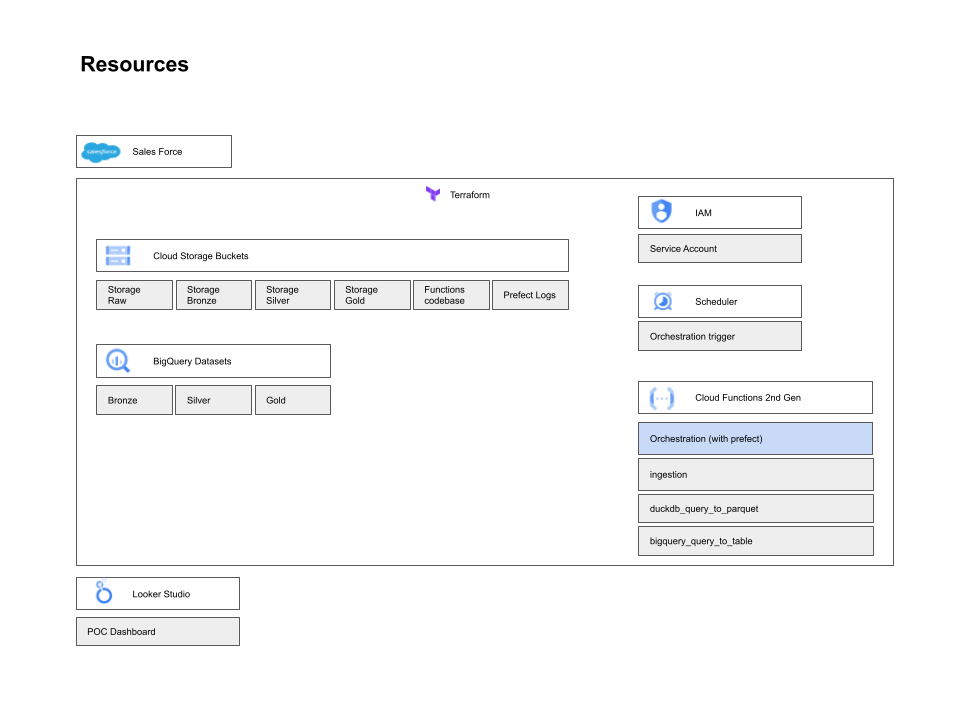 Resources
salesforce
Sales Force
Terraform
Cloud Storage Buckets
Storage
Raw
Storage
Bronze
Storage
Silver
Storage
Gold
Functions
codebase
Prefect Logs
BigQuery Datasets
Bronze
Silver
Gold
IAM
Service Account
Scheduler
Orchestration trigger
Cloud Functions 2nd Gen
Orchestration (with prefect)
ingestion
duckdb_query_to_parquet
bigquery_query_to_table
Looker Studio
POC Dashboard